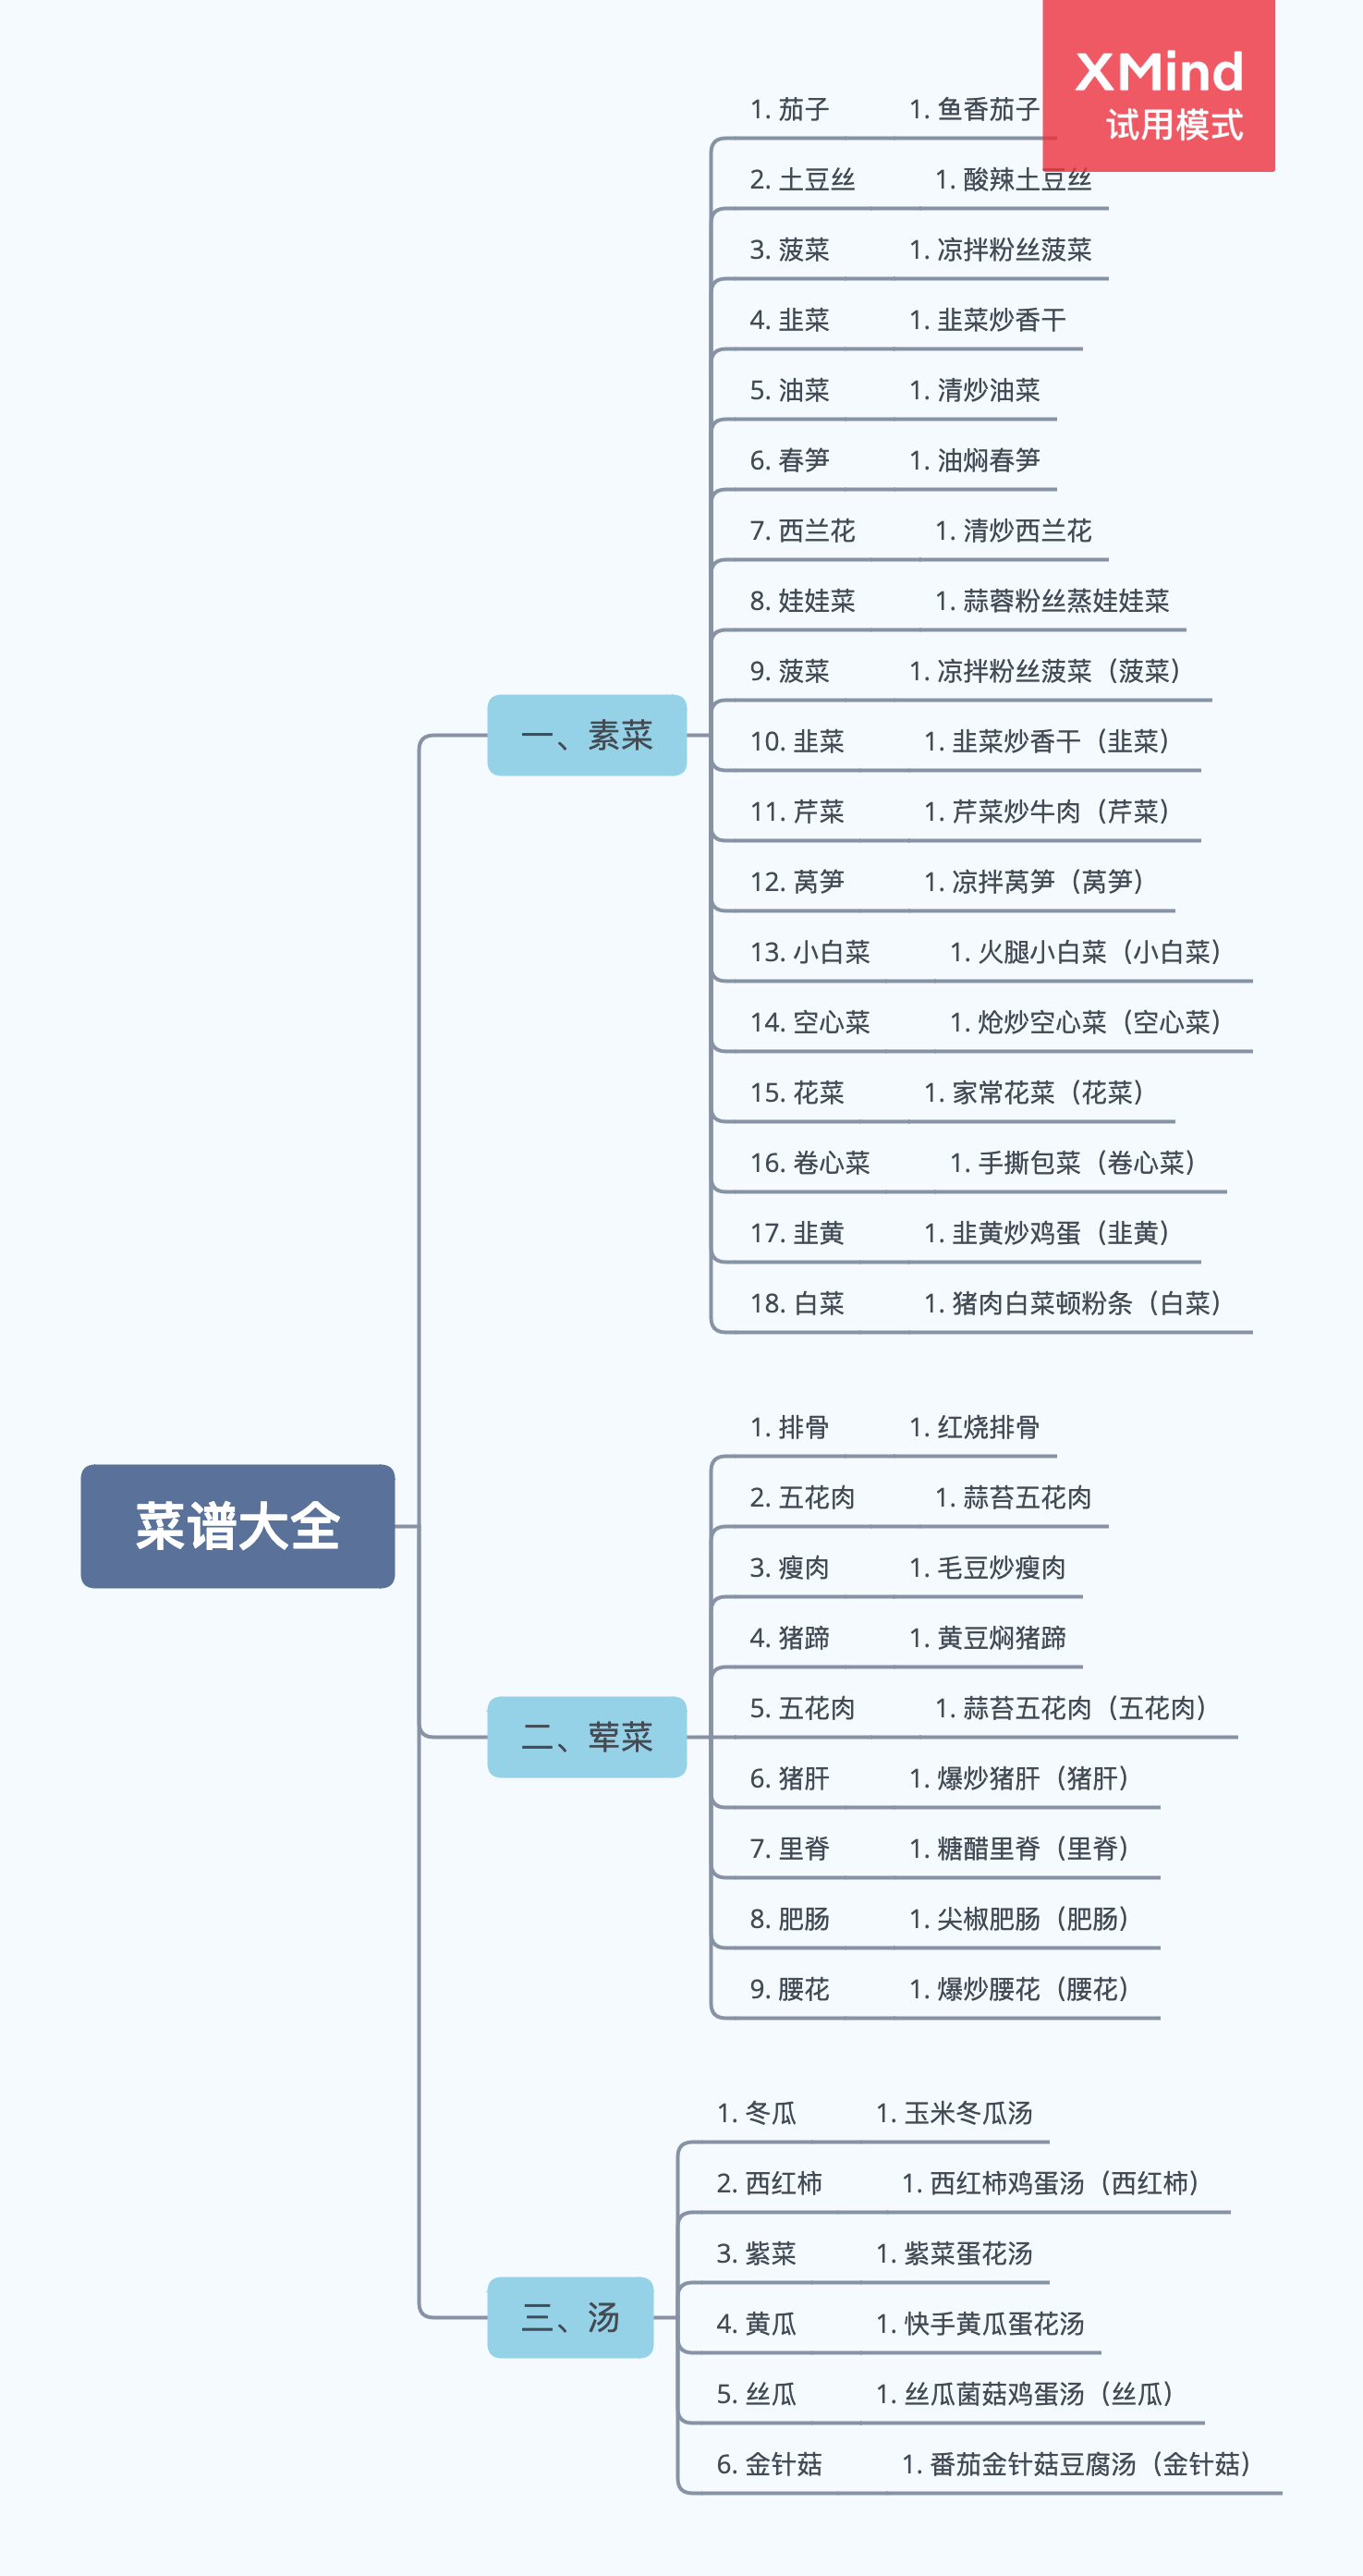 XMind
试用模式
1. 茄子 1. 鱼香茄子
2. 土豆丝 1. 酸辣土豆丝
3. 菠菜 1. 凉拌粉丝菠菜
4. 韭菜 1. 韭菜炒香干
5. 油菜 1. 清炒油菜
6. 春笋 1. 油焖春笋
7. 西兰花 1. 清炒西兰花
8. 娃娃菜 1. 蒜蓉粉丝蒸娃娃菜
9. 菠菜 1. 凉拌粉丝菠菜（菠菜）
一、素菜
10. 韭菜 1. 韭菜炒香干（韭菜）
11. 芹菜 1. 芹菜炒牛肉（芹菜）
12. 莴笋 1. 凉拌莴笋（莴笋）
13. 小白菜 1. 火腿小白菜（小白菜）
14. 空心菜 1. 炝炒空心菜（空心菜）
15. 花菜 1. 家常花菜（花菜）
16. 卷心菜 1. 手撕包菜（卷心菜）
17. 韭黄 1. 韭黄炒鸡蛋（韭黄）
18. 白菜 1. 猪肉白菜顿粉条（白菜）
菜谱大全
1. 排骨 1. 红烧排骨
2. 五花肉 1. 蒜苔五花肉
3. 瘦肉 1. 毛豆炒瘦肉
4. 猪蹄 1. 黄豆焖猪蹄
5. 五花肉 1. 蒜苔五花肉（五花肉）
二、荤菜
6. 猪肝 1. 爆炒猪肝（猪肝）
7. 里脊 1. 糖醋里脊（里脊）
8. 肥肠 1. 尖椒肥肠（肥肠）
9. 腰花 1. 爆炒腰花（腰花）
1. 冬瓜 1. 玉米冬瓜汤
2. 西红柿 1. 西红柿鸡蛋汤（西红柿）
3. 紫菜 1. 紫菜蛋花汤
三、汤
4. 黄瓜 1. 快手黄瓜蛋花汤
5. 丝瓜 1. 丝瓜菌菇鸡蛋汤（丝瓜）
6. 金针菇 1. 番茄金针菇豆腐汤（金针菇）